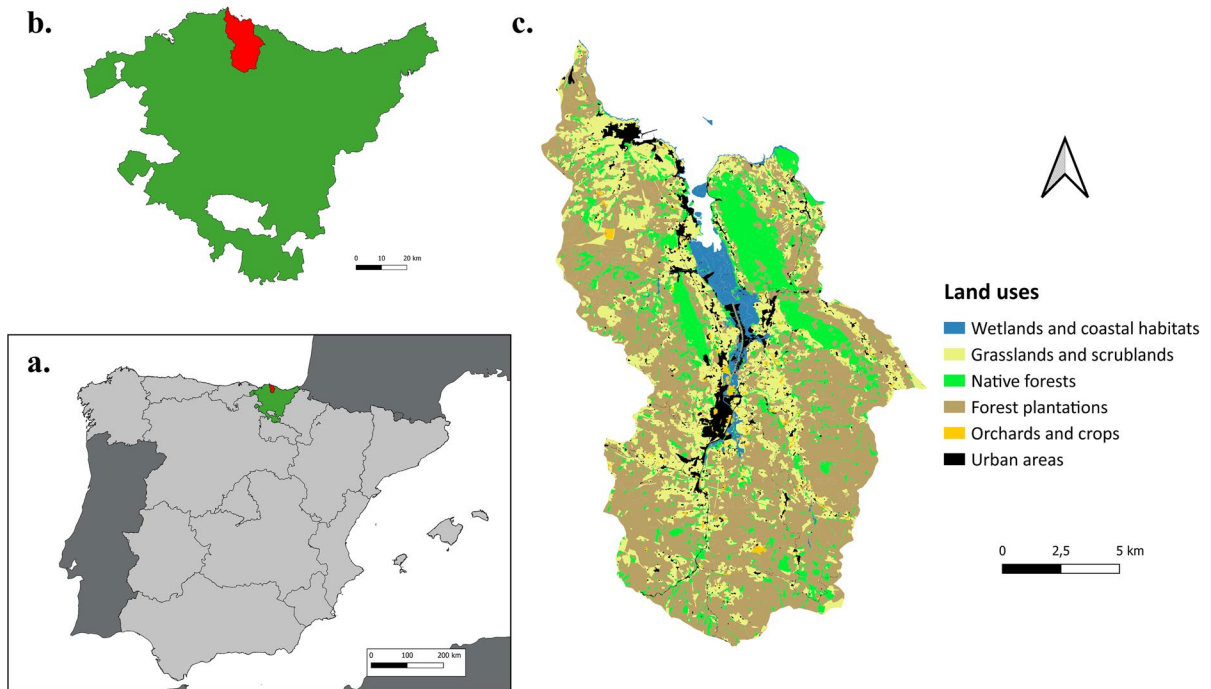 b.
0 10 20 km
a.
0 100 200 km
c.
Land uses
Wetlands and coastal habitats
Grasslands and scrublands
Native forests
Forest plantations
Orchards and crops
Urban areas
0 2,5 5 km